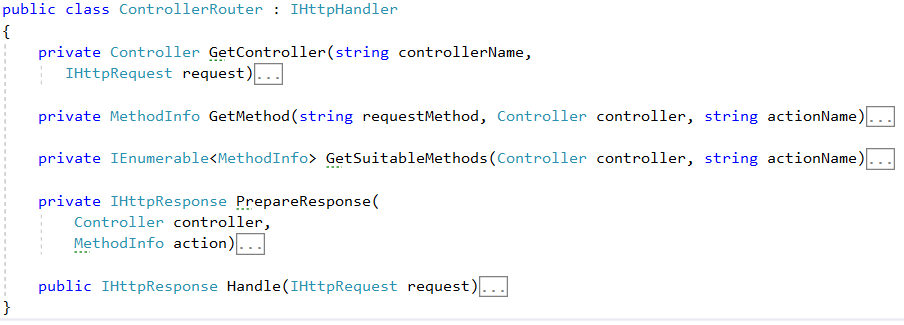 public class ControllerRouter : IHttpHandler
{
private Controller GetController(string controllerName,
IHttpRequest request)...
private MethodInfo GetMethod(string requestMethod, Controller controller, string actionName)...
private IEnumerable<MethodInfo> GetSuitableMethods(Controller controller, string actionName)...
private IHttpResponse PrepareResponse(
Controller controller,
MethodInfo action)...
public IHttpResponse Handle(IHttpRequest request)...
}